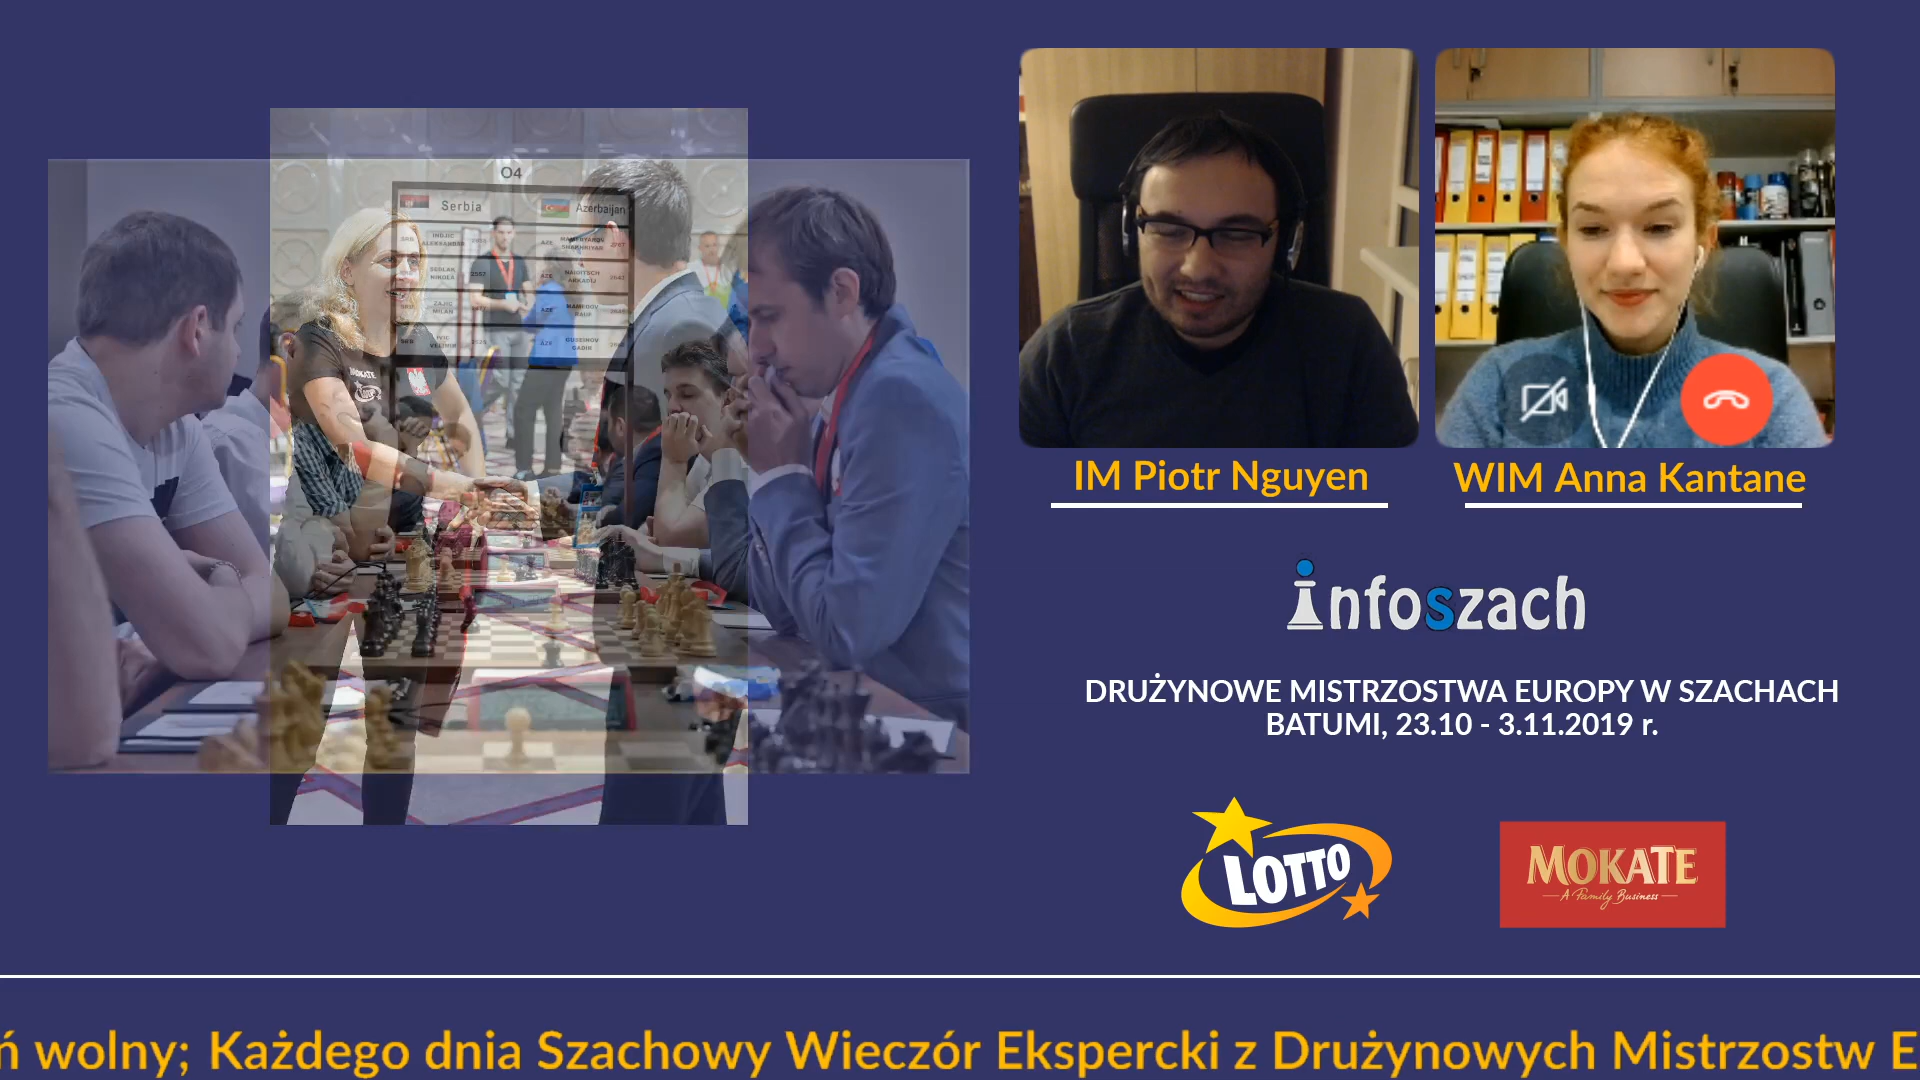 O4
Serbia
Azerbaijan
MOKATE
IM Piotr Nguyen
WIM Anna Kantane
infoszach
DRUŻYNOWE MISTRZOSTWA EUROPY W SZACHACH
BATUMI, 23.10 - 3.11.2019 r.
LOTTO
MOKATE
A Family Business
ń wolny; Każdego dnia Szachowy Wieczór Ekspercki z Drużynowych Mistrzostw E